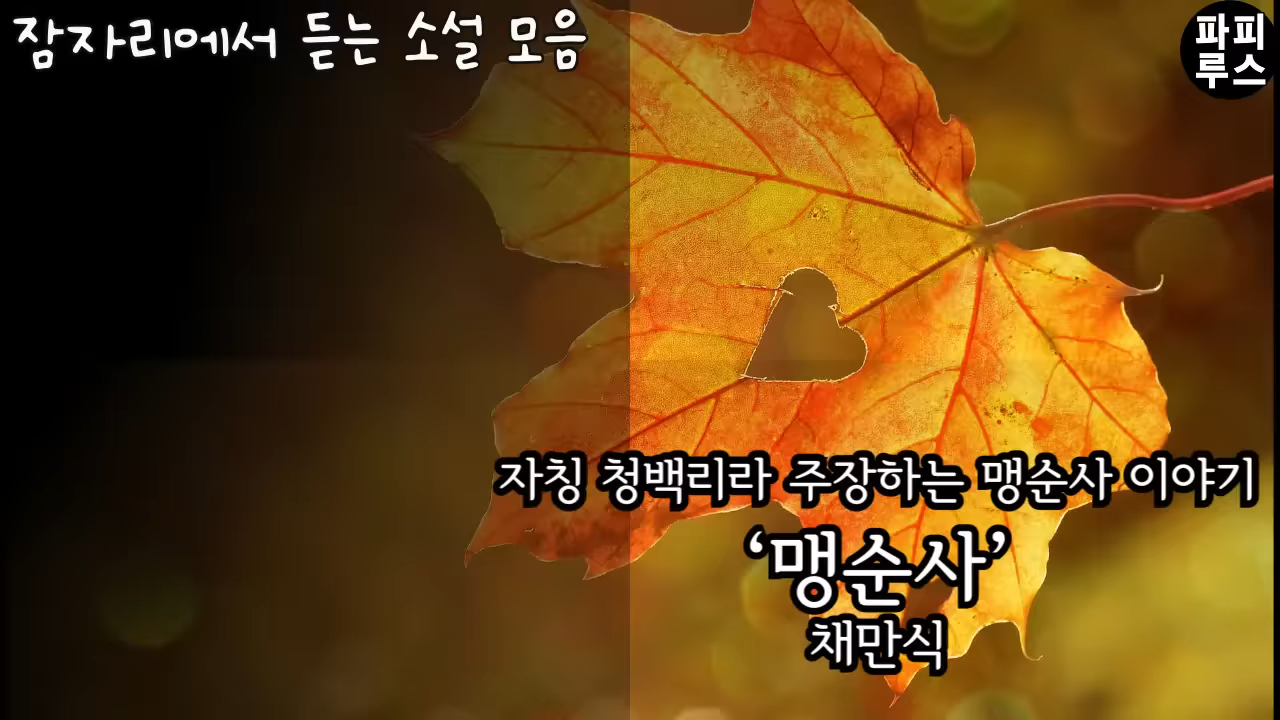 잠자리에서 듣는 소설 모음
파피
루스
자칭 청백리라 주장하는 맹순사 이야기
‘맹순사’
채만식